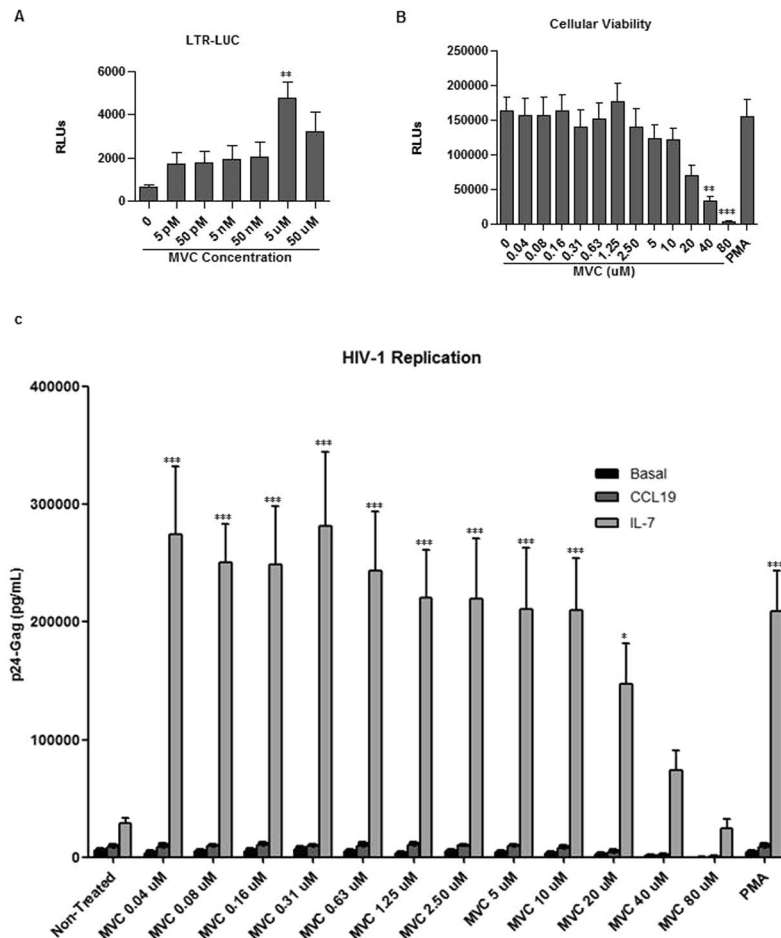 A
LTR-LUC
RLUs
6000
4000
2000
0
**
0
5 pM
50 pM
5 nM
50 nM
5 uM
50 uM
MVC Concentration
B
Cellular Viability
RLUs
250000
200000
150000
100000
50000
0
**
***
0
0.04
0.08
0.16
0.31
0.63
1.25
2.50
5
10
20
40
80
PMA
MVC (uM)
c
HIV-1 Replication
p24-Gag (pg/mL)
400000
300000
200000
100000
0
***
***
***
***
***
***
***
***
***
*
***
Basal
CCL19
IL-7
Non-Treated
MVC 0.04 uM
MVC 0.08 uM
MVC 0.16 uM
MVC 0.31 uM
MVC 0.63 uM
MVC 1.25 uM
MVC 2.50 uM
MVC 5 uM
MVC 10 uM
MVC 20 uM
MVC 40 uM
MVC 80 uM
PMA